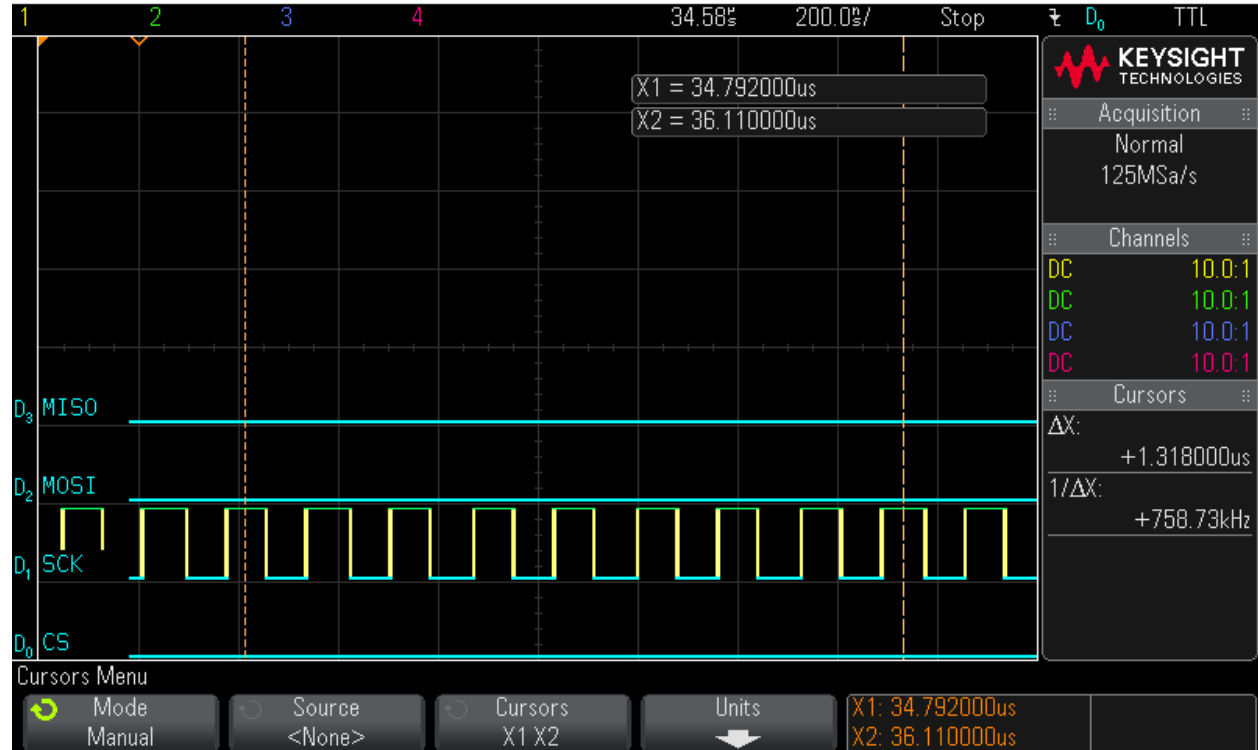 1 2 3 4 34.58µs 200.0ns/ Stop D0 TTL
KEYSIGHT
TECHNOLOGIES
X1 = 34.792000us
X2 = 36.110000us
Acquisition
Normal
125MSa/s
Channels
DC 10.0:1
DC 10.0:1
DC 10.0:1
DC 10.0:1
Cursors
ΔX:
+1.318000us
1/ΔX:
+758.73kHz
D3 MISO
D2 MOSI
D1 SCK
D0 CS
Cursors Menu
Mode
Manual
Source
<None>
Cursors
X1 X2
Units
X1: 34.792000us
X2: 36.110000us